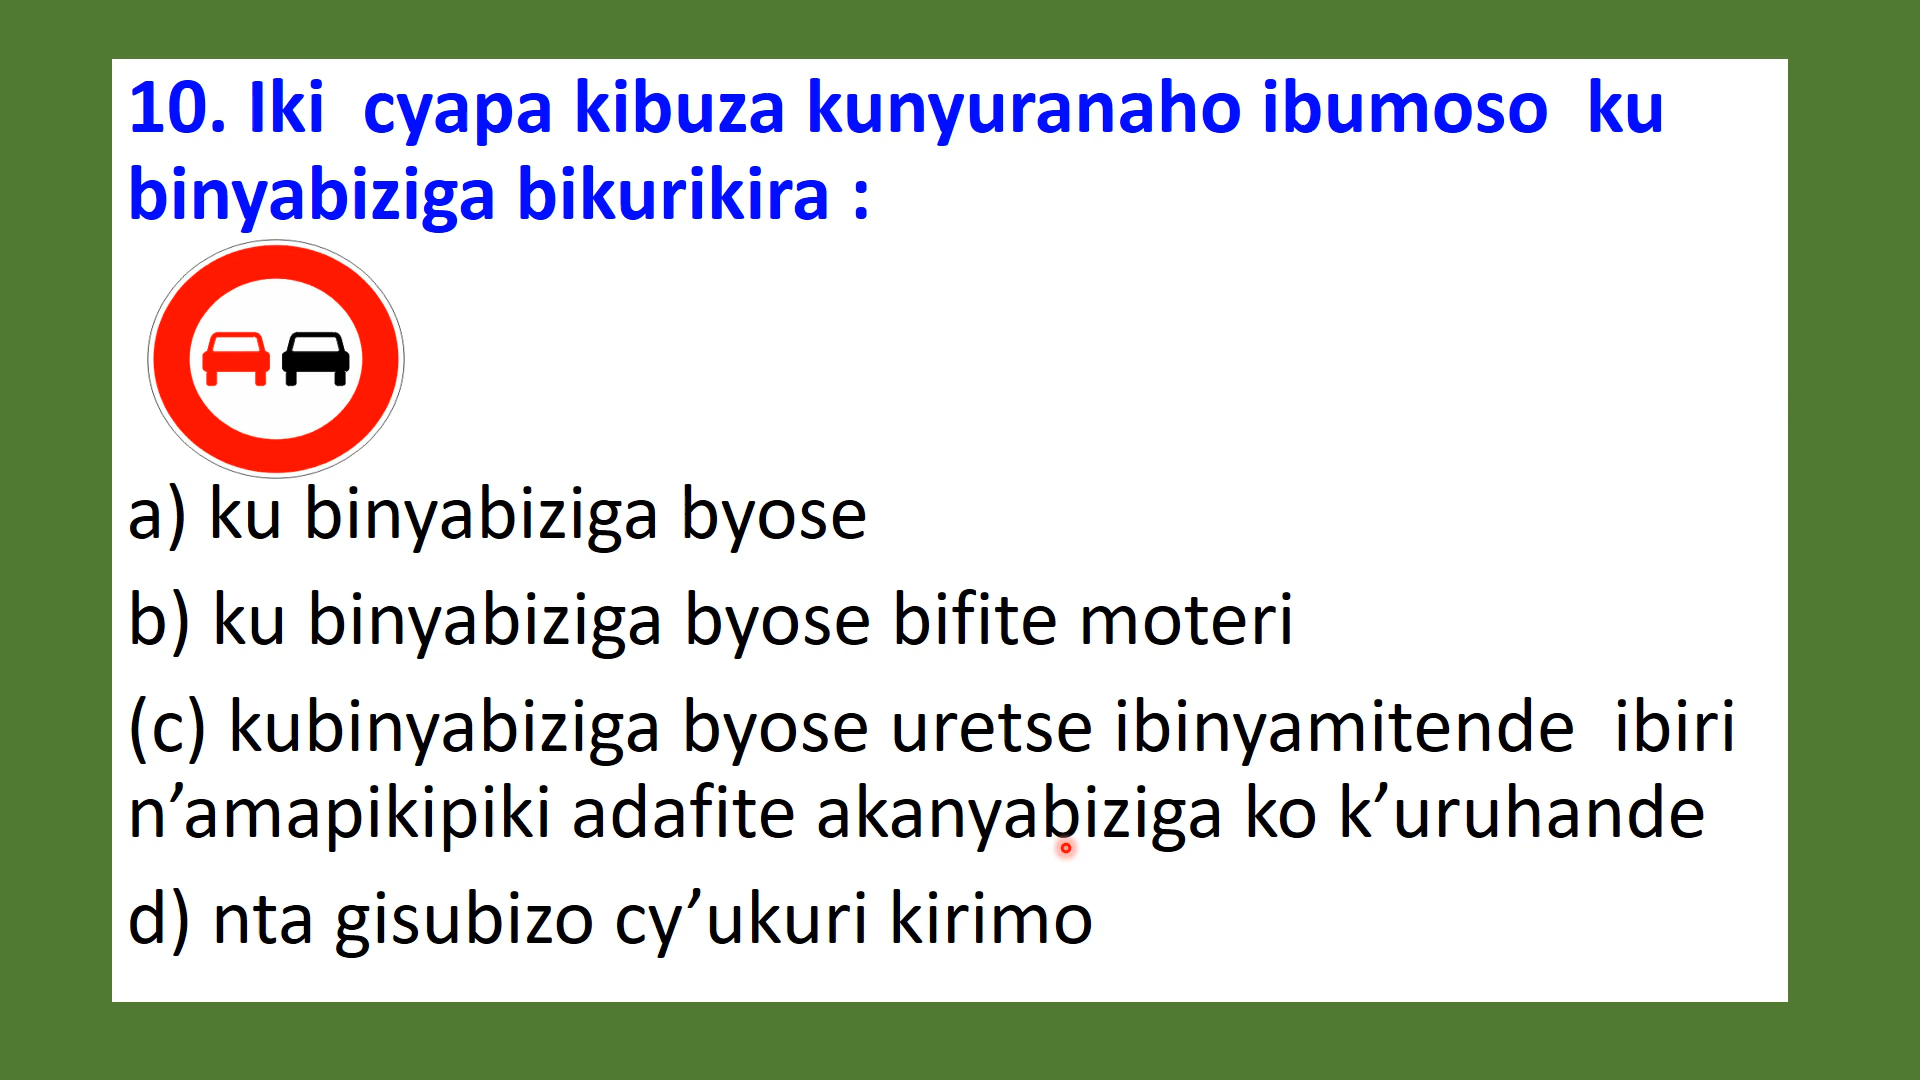 10. Iki cyapa kibuza kunyuranaho ibumoso ku
binyabiziga bikurikira :
a) ku binyabiziga byose
b) ku binyabiziga byose bifite moteri
(c) kubinyabiziga byose uretse ibinyamitende ibiri
n’amapikipiki adafite akanyabiziga ko k’uruhande
d) nta gisubizo cy’ukuri kirimo